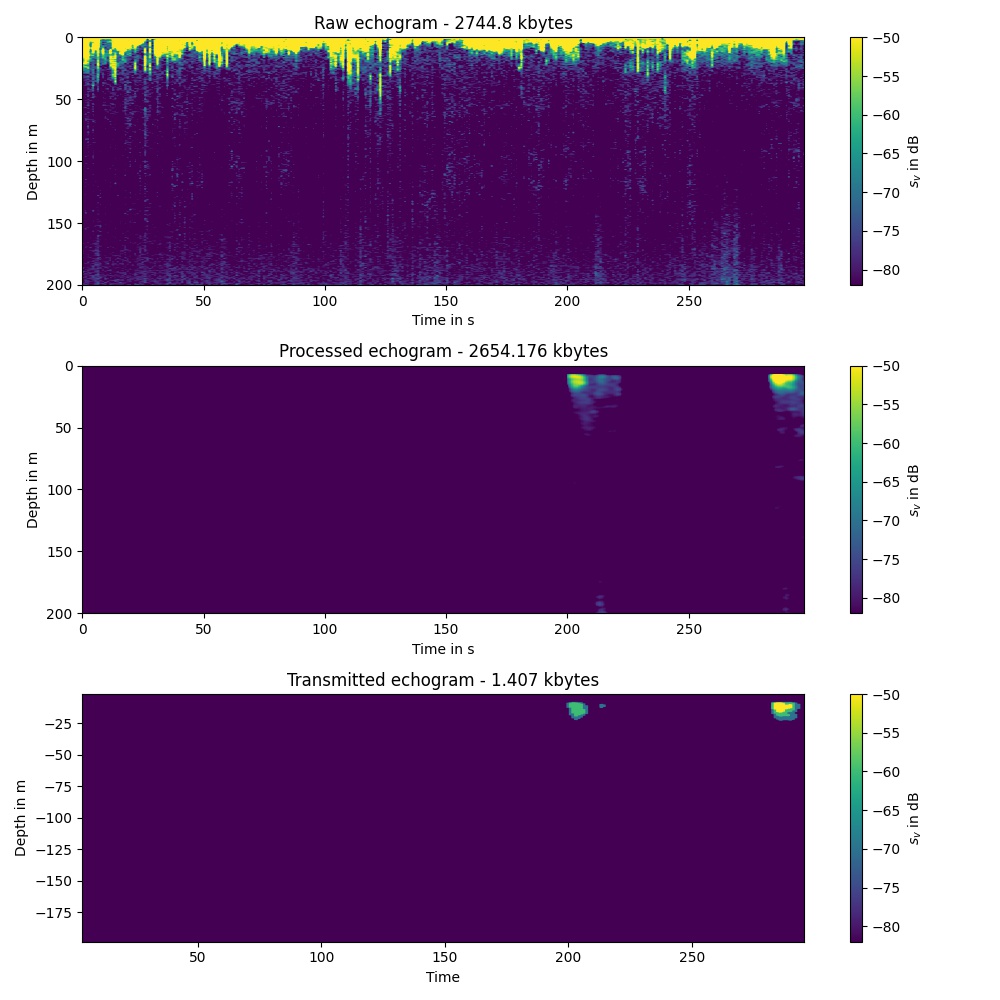 Raw echogram - 2744.8 kbytes
0
50
100
150
200
Depth in m
0 50 100 150 200 250
Time in s
−50
−55
−60
−65
−70
−75
−80
sv in dB
Processed echogram - 2654.176 kbytes
0
50
100
150
200
Depth in m
0 50 100 150 200 250
Time in s
−50
−55
−60
−65
−70
−75
−80
sv in dB
Transmitted echogram - 1.407 kbytes
−25
−50
−75
−100
−125
−150
−175
Depth in m
50 100 150 200 250
Time
−50
−55
−60
−65
−70
−75
−80
sv in dB